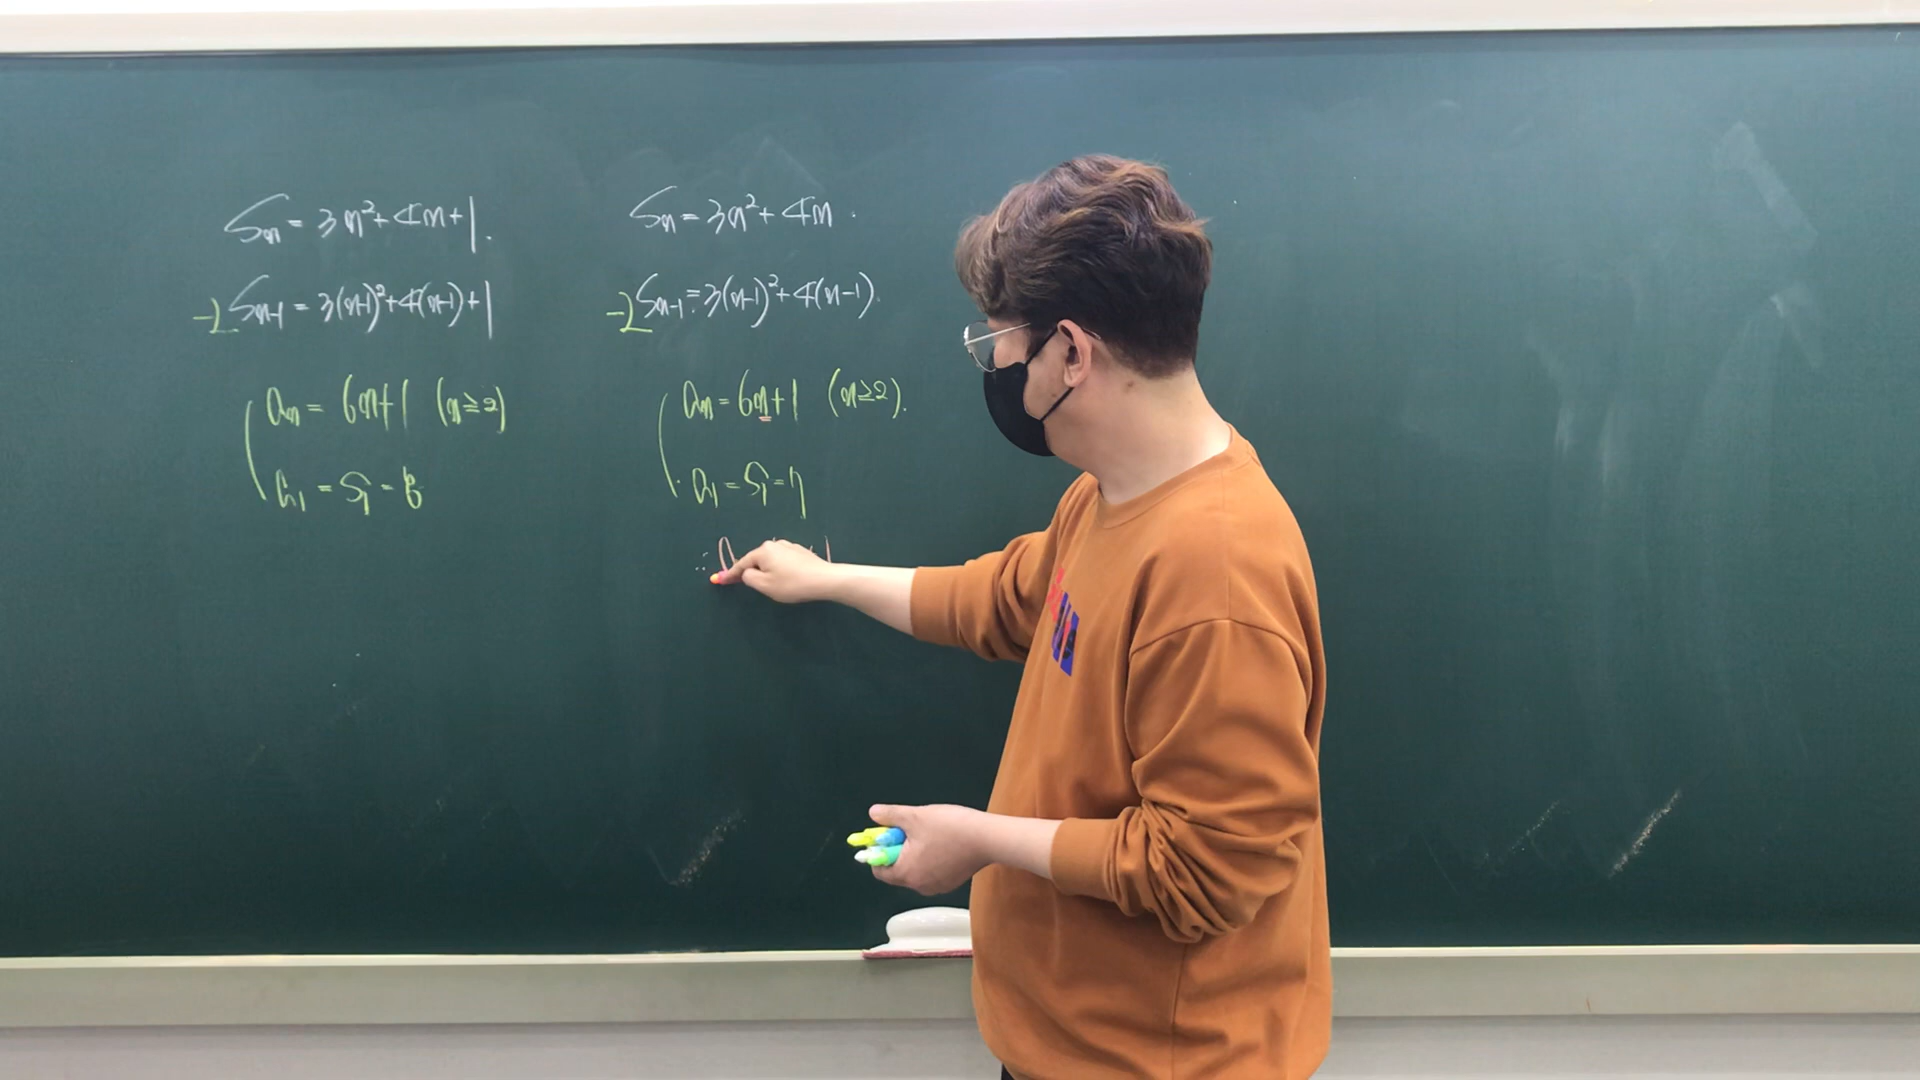 Sn = 3n²+4n+1.
-) Sn-1 = 3(n-1)²+4(n-1)+1
an = 6n+1 (n≥2)
a1 = S1 = 8
Sn = 3n²+4n.
-) Sn-1 = 3(n-1)²+4(n-1).
an = 6n+1 (n≥2).
a1 = S1 = 7
∴ a